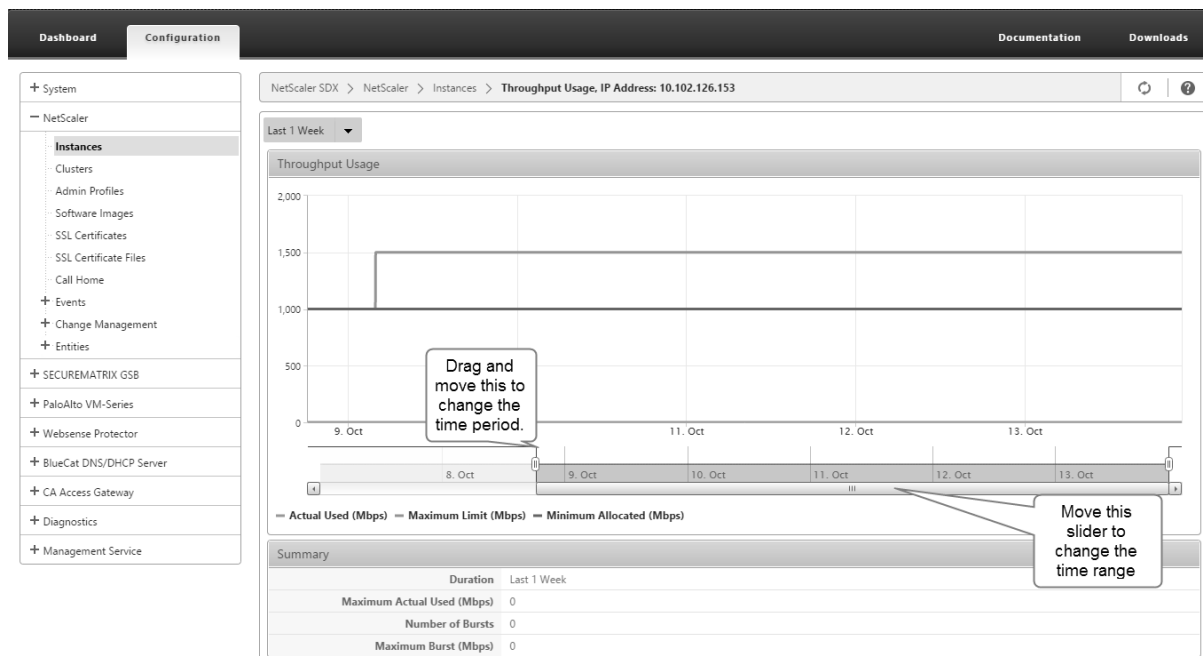 Dashboard
Configuration
Documentation
Downloads
+ System
− NetScaler
Instances
Clusters
Admin Profiles
Software Images
SSL Certificates
SSL Certificate Files
Call Home
+ Events
+ Change Management
+ Entities
+ SECUREMATRIX GSB
+ PaloAlto VM-Series
+ Websense Protector
+ BlueCat DNS/DHCP Server
+ CA Access Gateway
+ Diagnostics
+ Management Service
NetScaler SDX > NetScaler > Instances > Throughput Usage, IP Address: 10.102.126.153
?
Last 1 Week
Throughput Usage
2,000
1,500
1,000
500
0
9. Oct
11. Oct
12. Oct
13. Oct
Drag and
move this to
change the
time period.
8. Oct
9. Oct
10. Oct
11. Oct
12. Oct
13. Oct
Actual Used (Mbps)
Maximum Limit (Mbps)
Minimum Allocated (Mbps)
Move this
slider to
change the
time range
Summary
Duration Last 1 Week
Maximum Actual Used (Mbps) 0
Number of Bursts 0
Maximum Burst (Mbps) 0